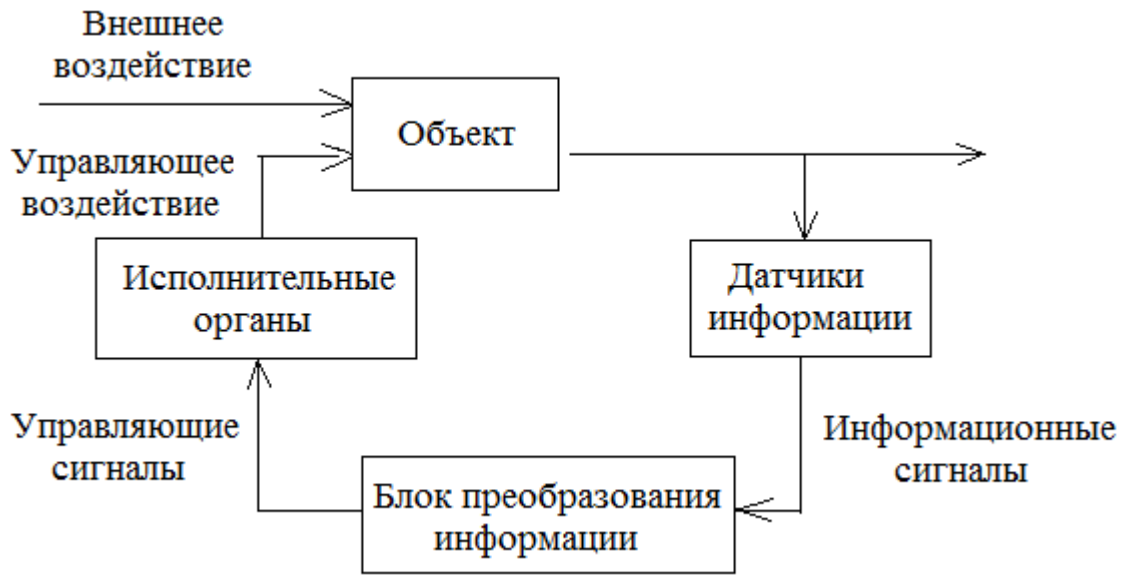 Внешнее
воздействие
Объект
Управляющее
воздействие
Исполнительные
органы
Датчики
информации
Управляющие
сигналы
Информационные
сигналы
Блок преобразования
информации